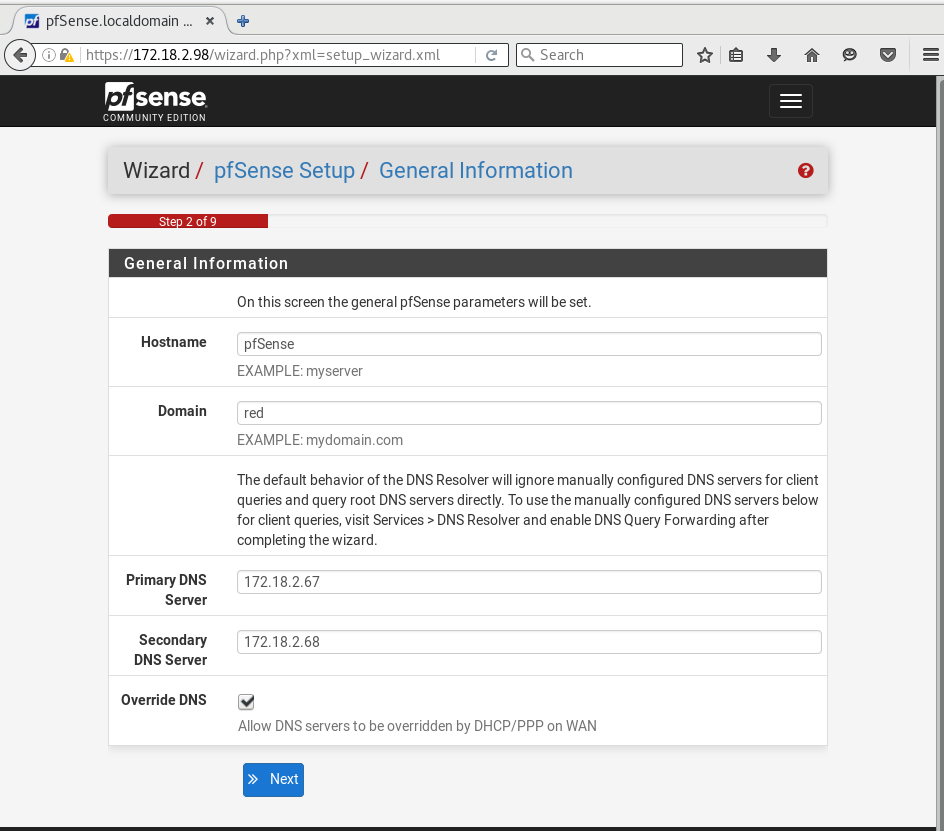 pfSense.localdomain ...
https://172.18.2.98/wizard.php?xml=setup_wizard.xml
Search
pfsense
COMMUNITY EDITION
Wizard / pfSense Setup / General Information
Step 2 of 9
General Information
On this screen the general pfSense parameters will be set.
Hostname
pfSense
EXAMPLE: myserver
Domain
red
EXAMPLE: mydomain.com
The default behavior of the DNS Resolver will ignore manually configured DNS servers for client
queries and query root DNS servers directly. To use the manually configured DNS servers below
for client queries, visit Services > DNS Resolver and enable DNS Query Forwarding after
completing the wizard.
Primary DNS
Server
172.18.2.67
Secondary
DNS Server
172.18.2.68
Override DNS
Allow DNS servers to be overridden by DHCP/PPP on WAN
Next